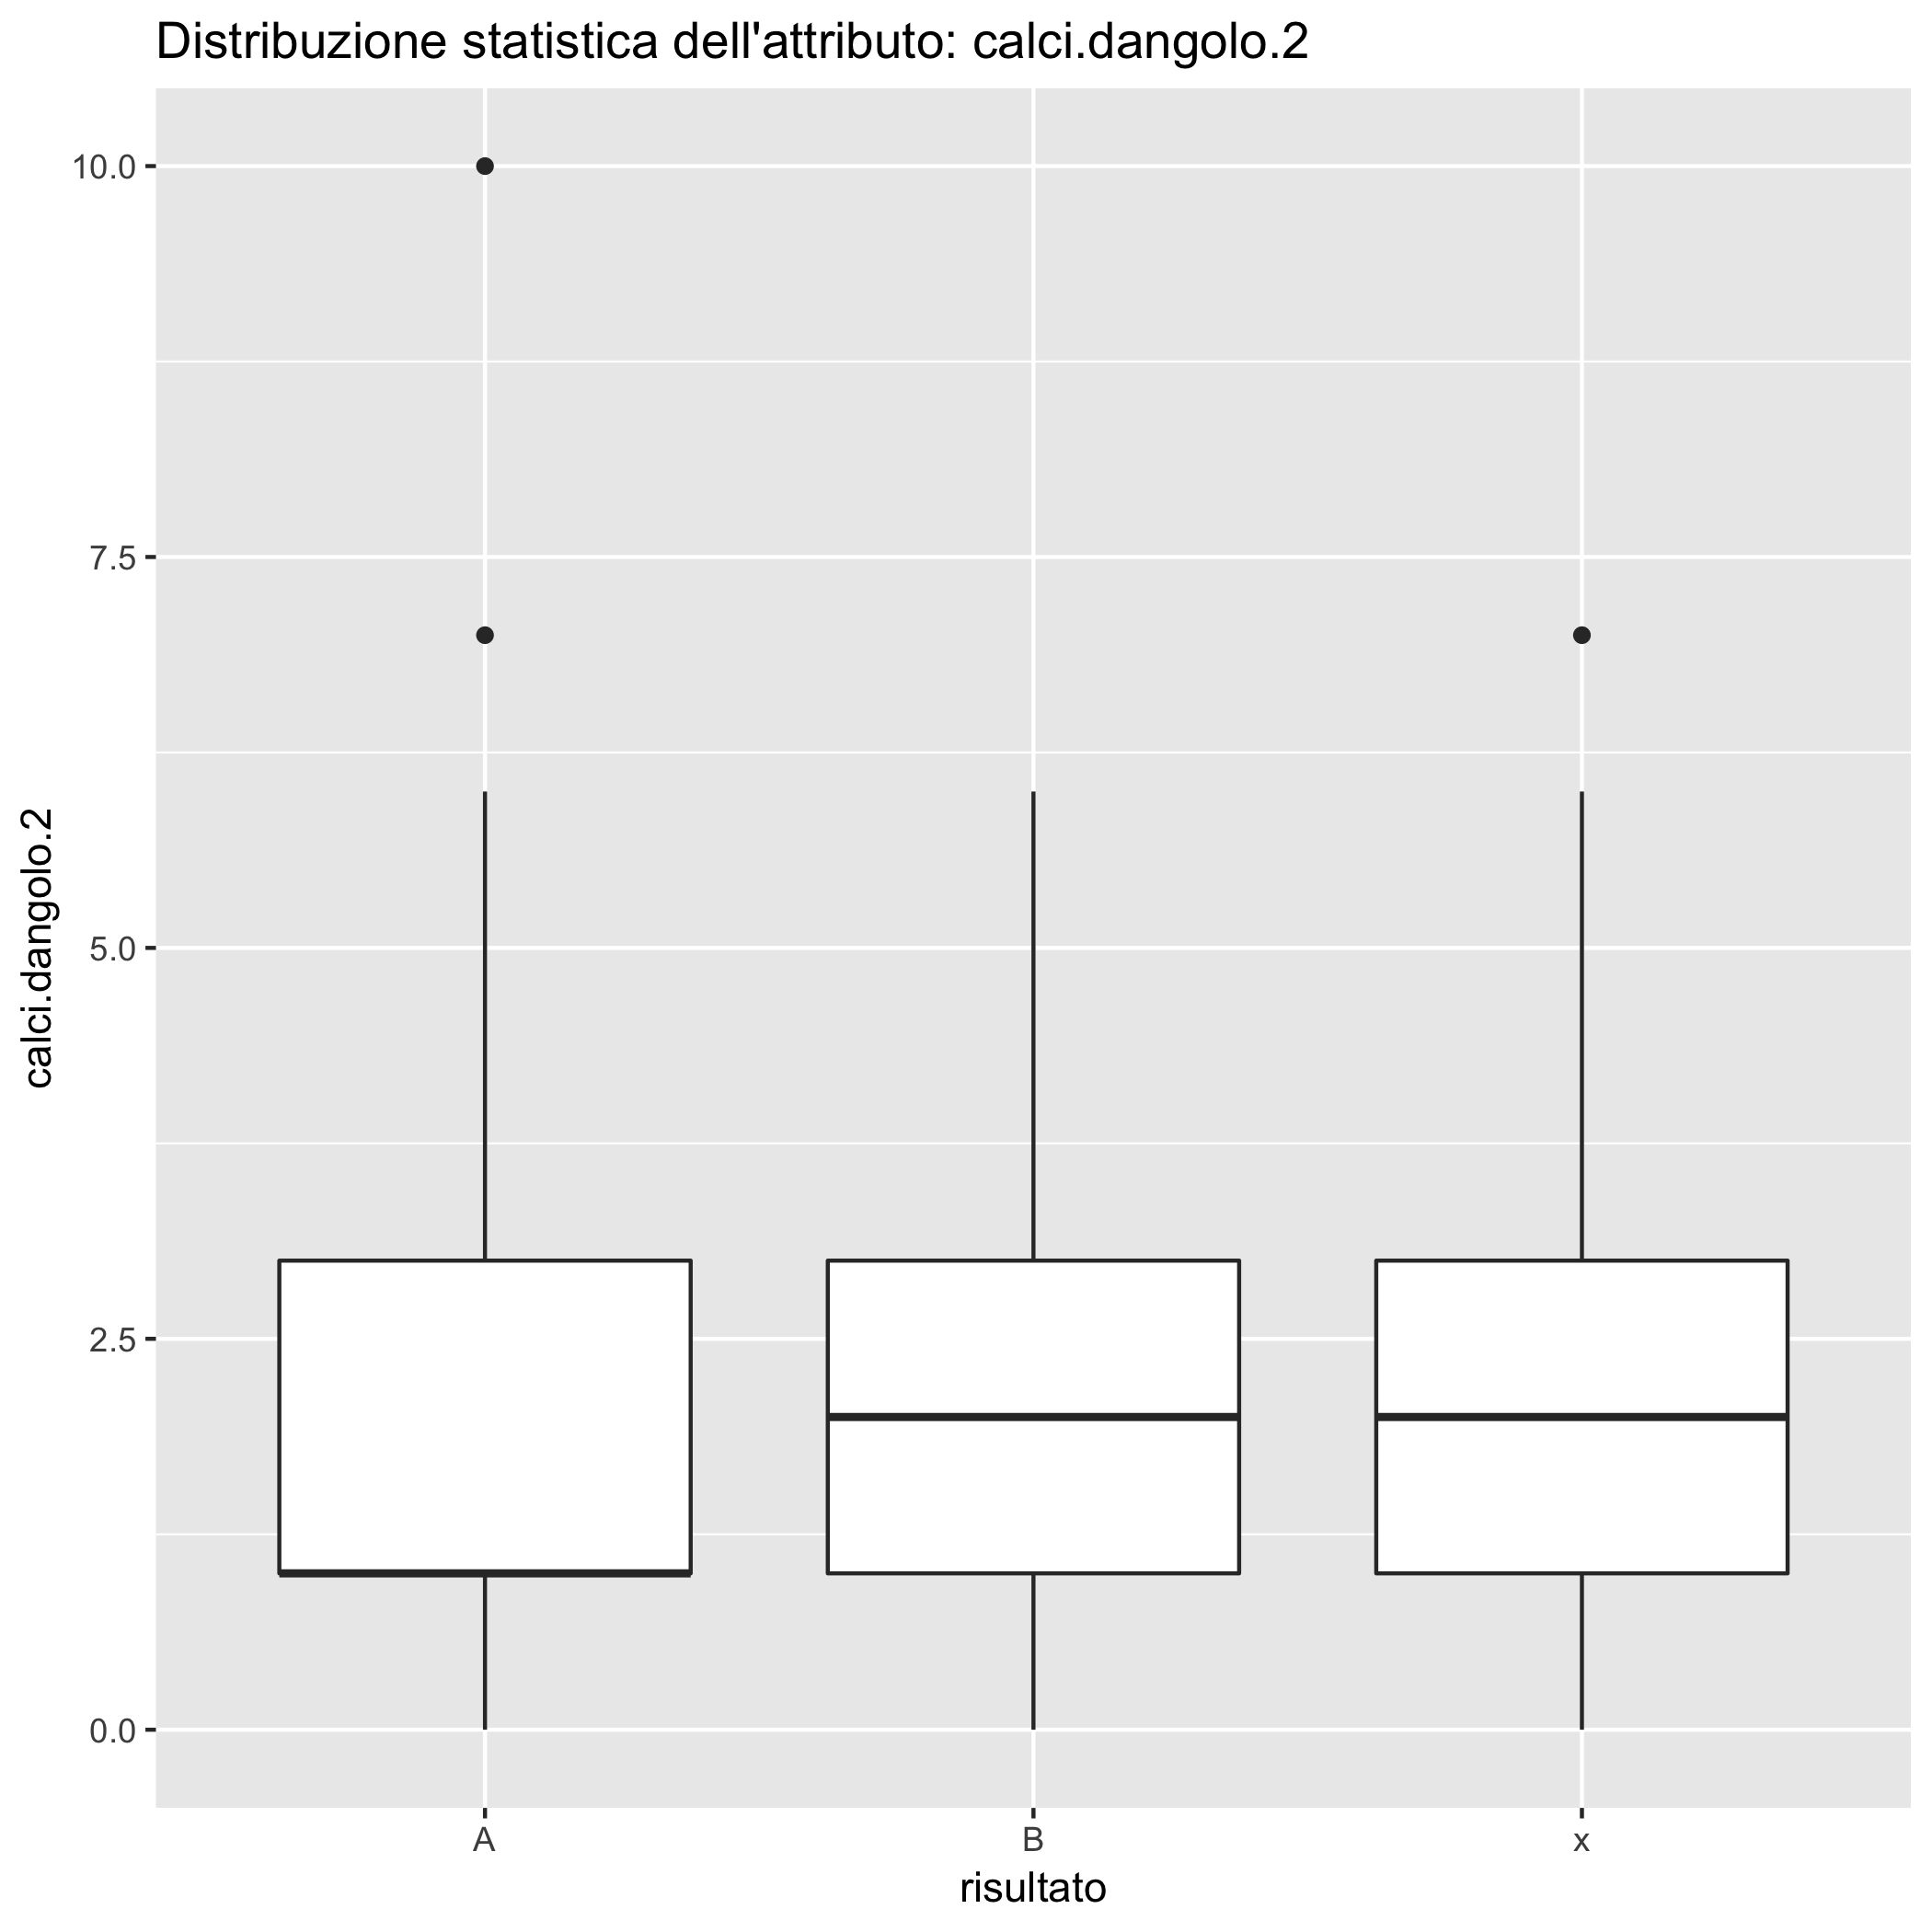 Distribuzione statistica dell'attributo: calci.dangolo.2
calci.dangolo.2
10.0
7.5
5.0
2.5
0.0
A B x
risultato